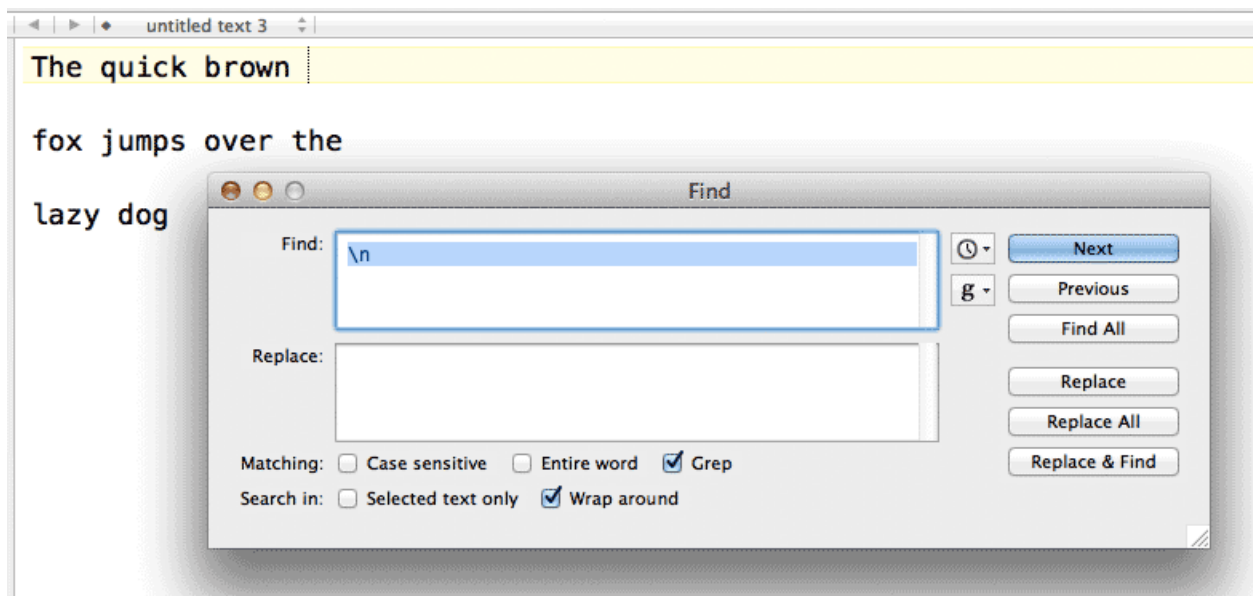 untitled text 3
The quick brown
fox jumps over the
lazy dog
Find
Find:
\n
g
Next
Previous
Find All
Replace:
Replace
Replace All
Matching: Case sensitive Entire word Grep
Replace & Find
Search in: Selected text only Wrap around